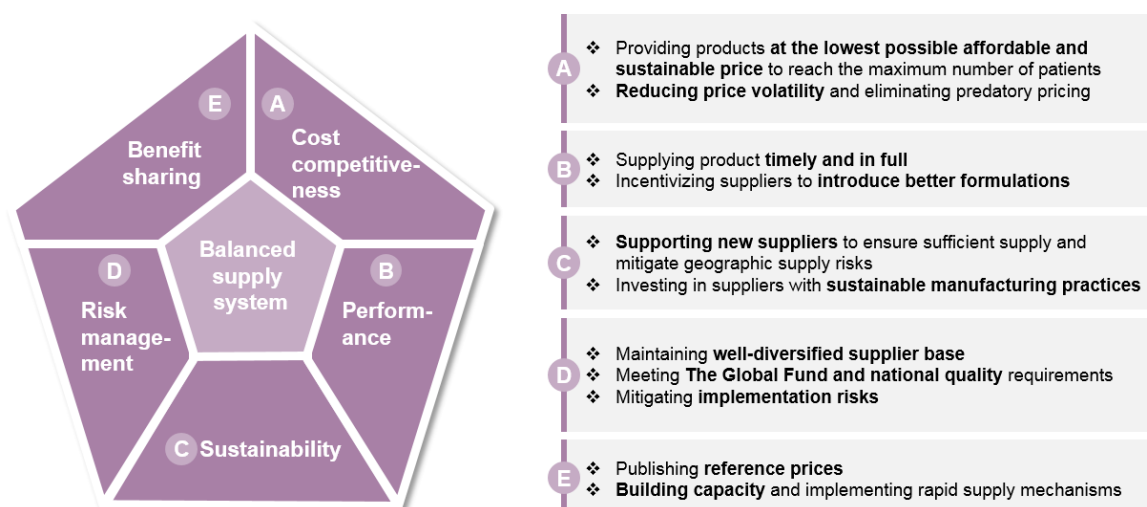 E
Benefit
sharing
A
Cost
competitive-
ness
Balanced
supply
system
D
Risk
manage-
ment
B
Perform-
ance
C Sustainability
A
❖ Providing products at the lowest possible affordable and
sustainable price to reach the maximum number of patients
❖ Reducing price volatility and eliminating predatory pricing
B
❖ Supplying product timely and in full
❖ Incentivizing suppliers to introduce better formulations
C
❖ Supporting new suppliers to ensure sufficient supply and
mitigate geographic supply risks
❖ Investing in suppliers with sustainable manufacturing practices
D
❖ Maintaining well-diversified supplier base
❖ Meeting The Global Fund and national quality requirements
❖ Mitigating implementation risks
E
❖ Publishing reference prices
❖ Building capacity and implementing rapid supply mechanisms